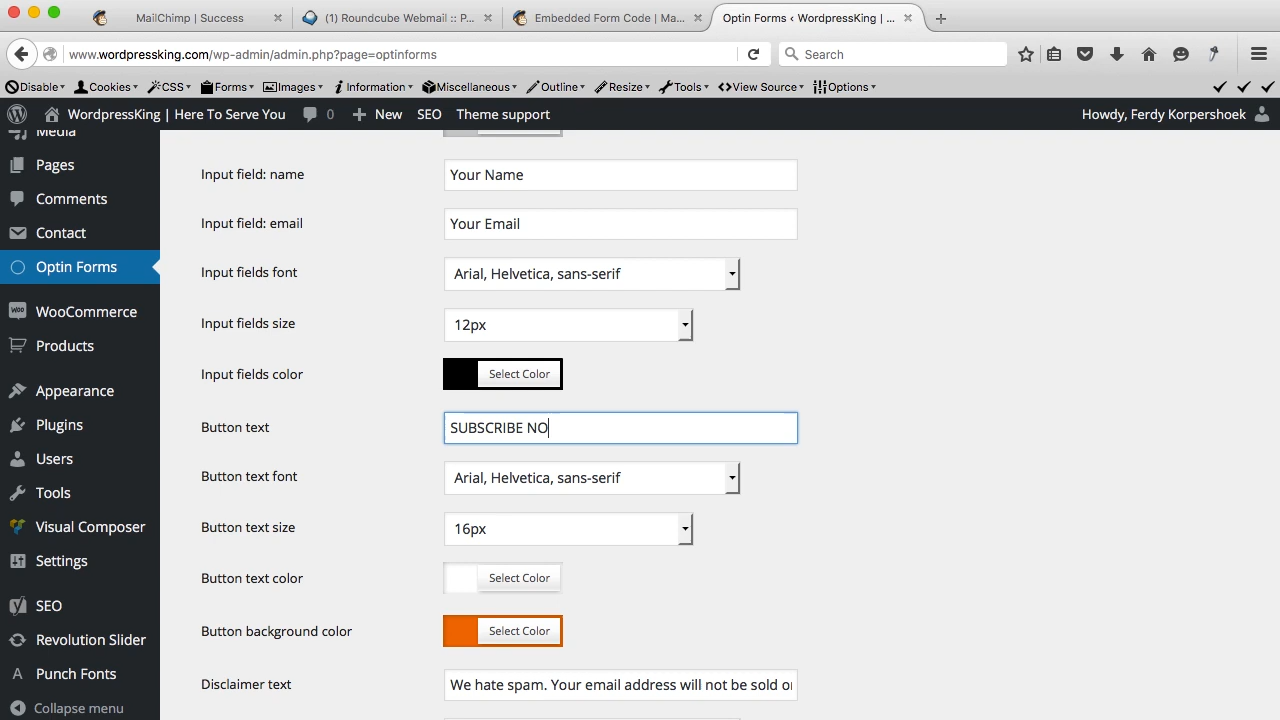 MailChimp | Success
(1) Roundcube Webmail :: P...
Embedded Form Code | Ma...
Optin Forms ‹ WordpressKing | ...
www.wordpressking.com/wp-admin/admin.php?page=optinforms
Search
Disable Cookies CSS Forms Images Information Miscellaneous Outline Resize Tools View Source Options
WordpressKing | Here To Serve You 0 New SEO Theme support Howdy, Ferdy Korpershoek
Media
Pages
Comments
Contact
Optin Forms
WooCommerce
Products
Appearance
Plugins
Users
Tools
Visual Composer
Settings
SEO
Revolution Slider
Punch Fonts
Collapse menu
Input field: name Your Name
Input field: email Your Email
Input fields font Arial, Helvetica, sans-serif
Input fields size 12px
Input fields color Select Color
Button text SUBSCRIBE NO
Button text font Arial, Helvetica, sans-serif
Button text size 16px
Button text color Select Color
Button background color Select Color
Disclaimer text We hate spam. Your email address will not be sold or